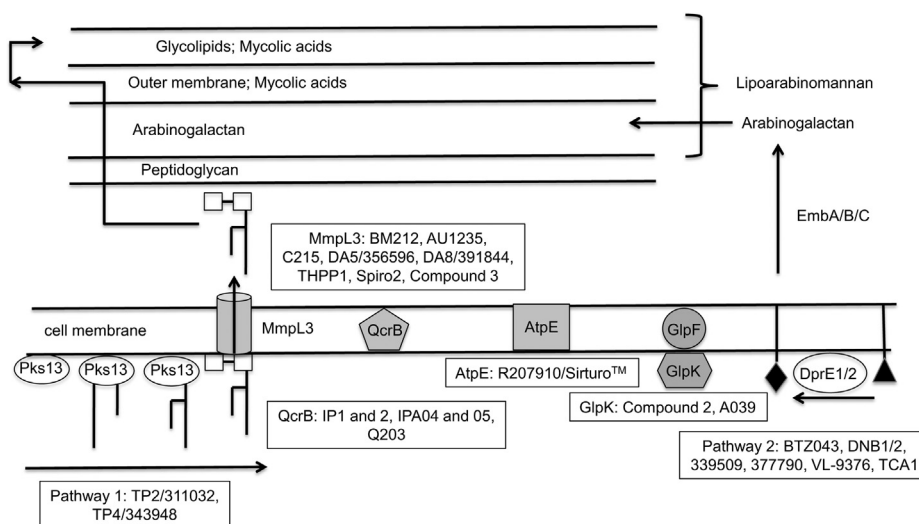 Glycolipids; Mycolic acids
Outer membrane; Mycolic acids
Lipoarabinomannan
Arabinogalactan
Arabinogalactan
Peptidoglycan
EmbA/B/C
MmpL3: BM212, AU1235,
C215, DA5/356596, DA8/391844,
THPP1, Spiro2, Compound 3
cell membrane
MmpL3
QcrB
AtpE
GlpF
Pks13
Pks13
Pks13
AtpE: R207910/Sirturo™
GlpK
DprE1/2
GlpK: Compound 2, A039
QcrB: IP1 and 2, IPA04 and 05,
Q203
Pathway 2: BTZ043, DNB1/2,
339509, 377790, VL-9376, TCA1
Pathway 1: TP2/311032,
TP4/343948